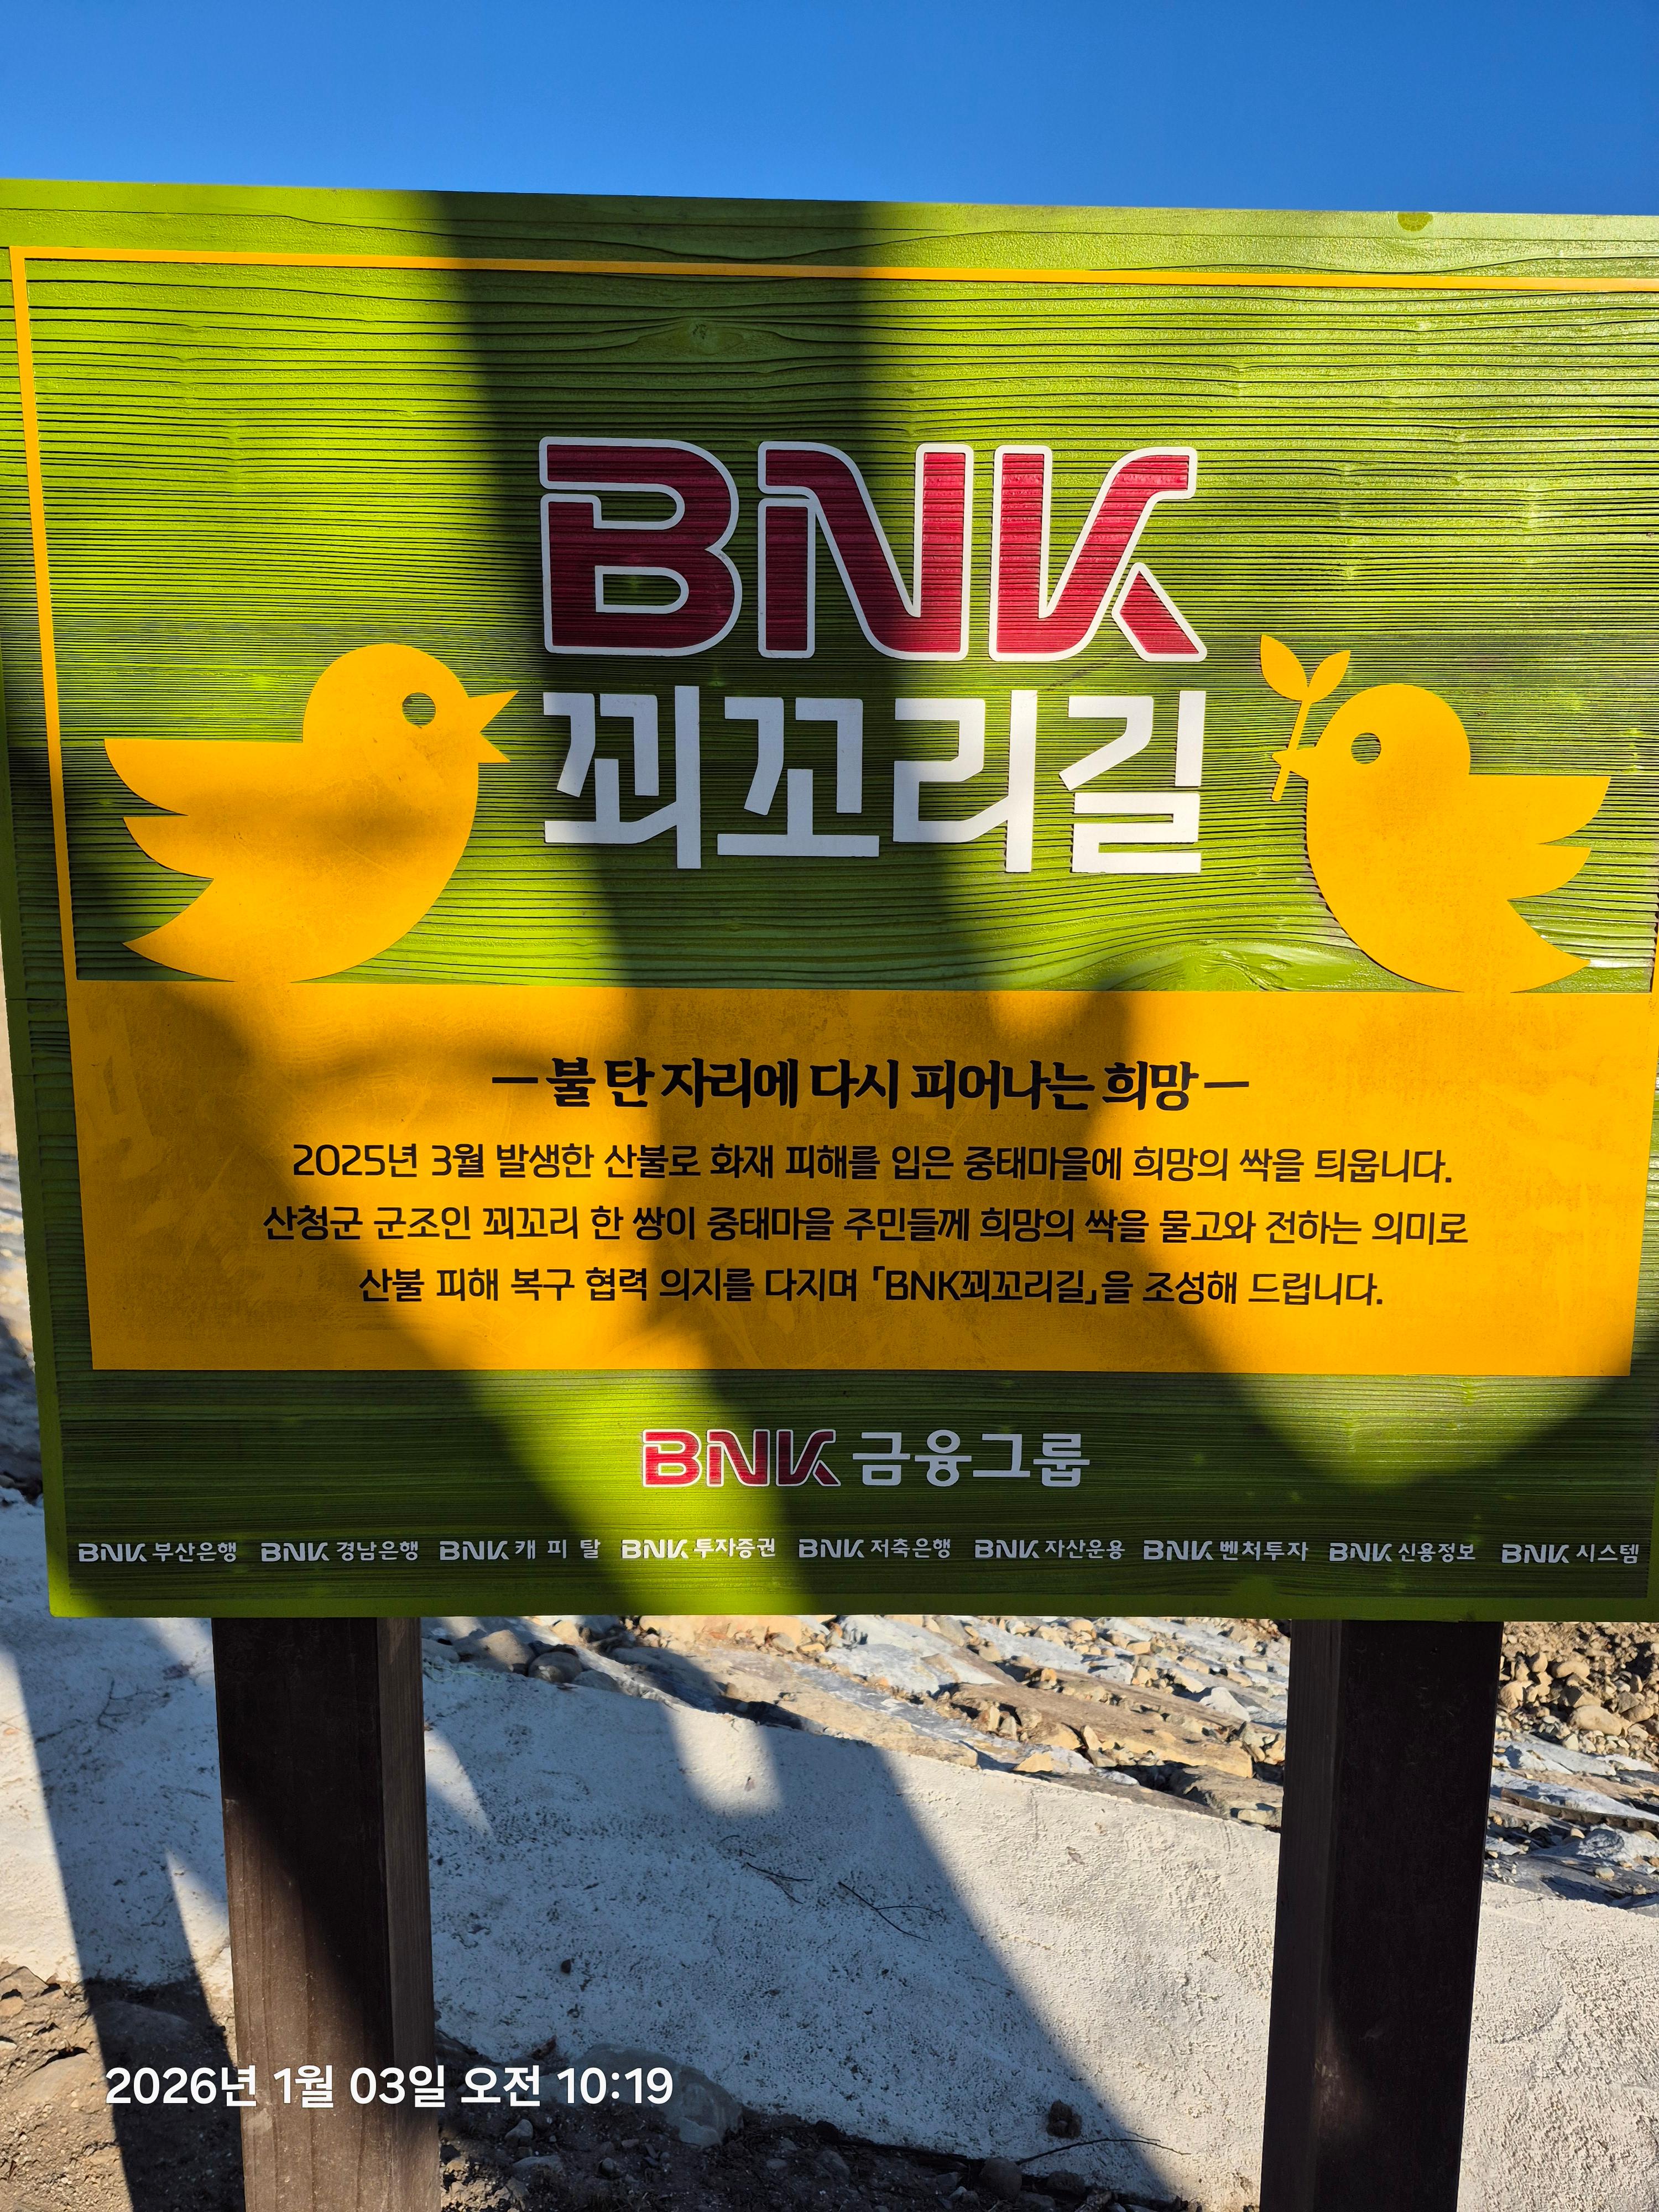 BNK
꾀꼬리길
— 불 탄 자리에 다시 피어나는 희망 —
2025년 3월 발생한 산불로 화재 피해를 입은 중태마을에 희망의 싹을 틔웁니다.
산청군 군조인 꾀꼬리 한 쌍이 중태마을 주민들께 희망의 싹을 물고와 전하는 의미로
산불 피해 복구 협력 의지를 다지며 「BNK꾀꼬리길」을 조성해 드립니다.
BNK 금융그룹
BNK 부산은행 BNK 경남은행 BNK 캐 피 탈 BNK 투자증권 BNK 저축은행 BNK 자산운용 BNK 벤처투자 BNK 신용정보 BNK 시스템
2026년 1월 03일 오전 10:19